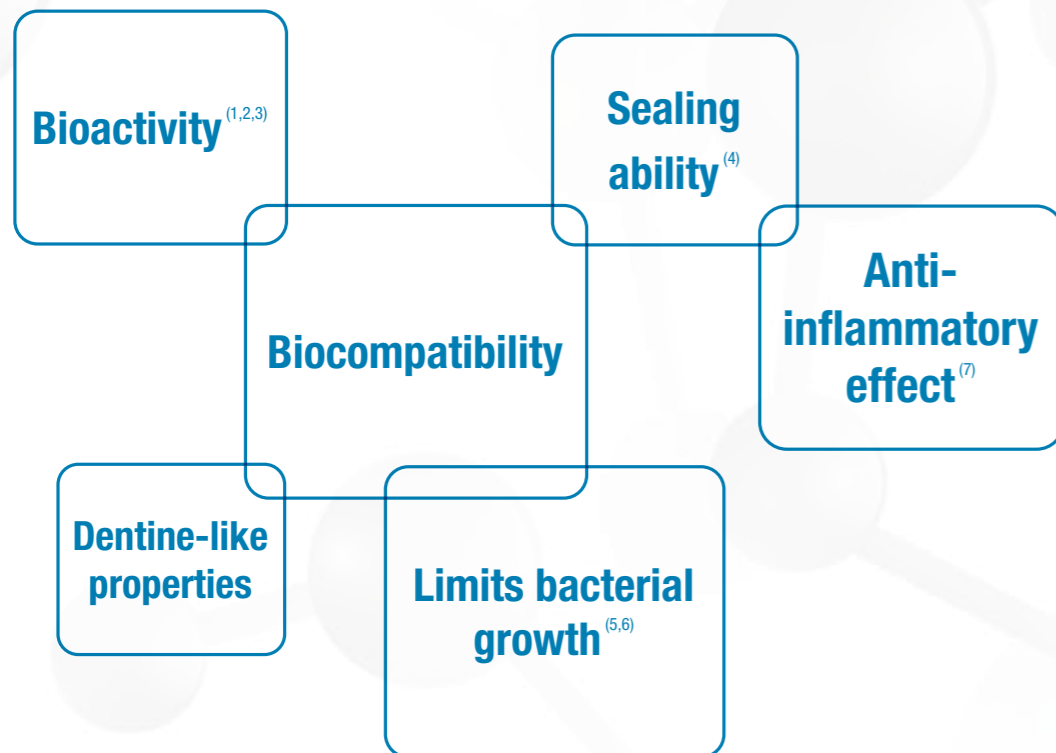 Bioactivity (1,2,3)
Sealing
ability (4)
Anti-
inflammatory
effect (7)
Biocompatibility
Dentine-like
properties
Limits bacterial
growth (5,6)